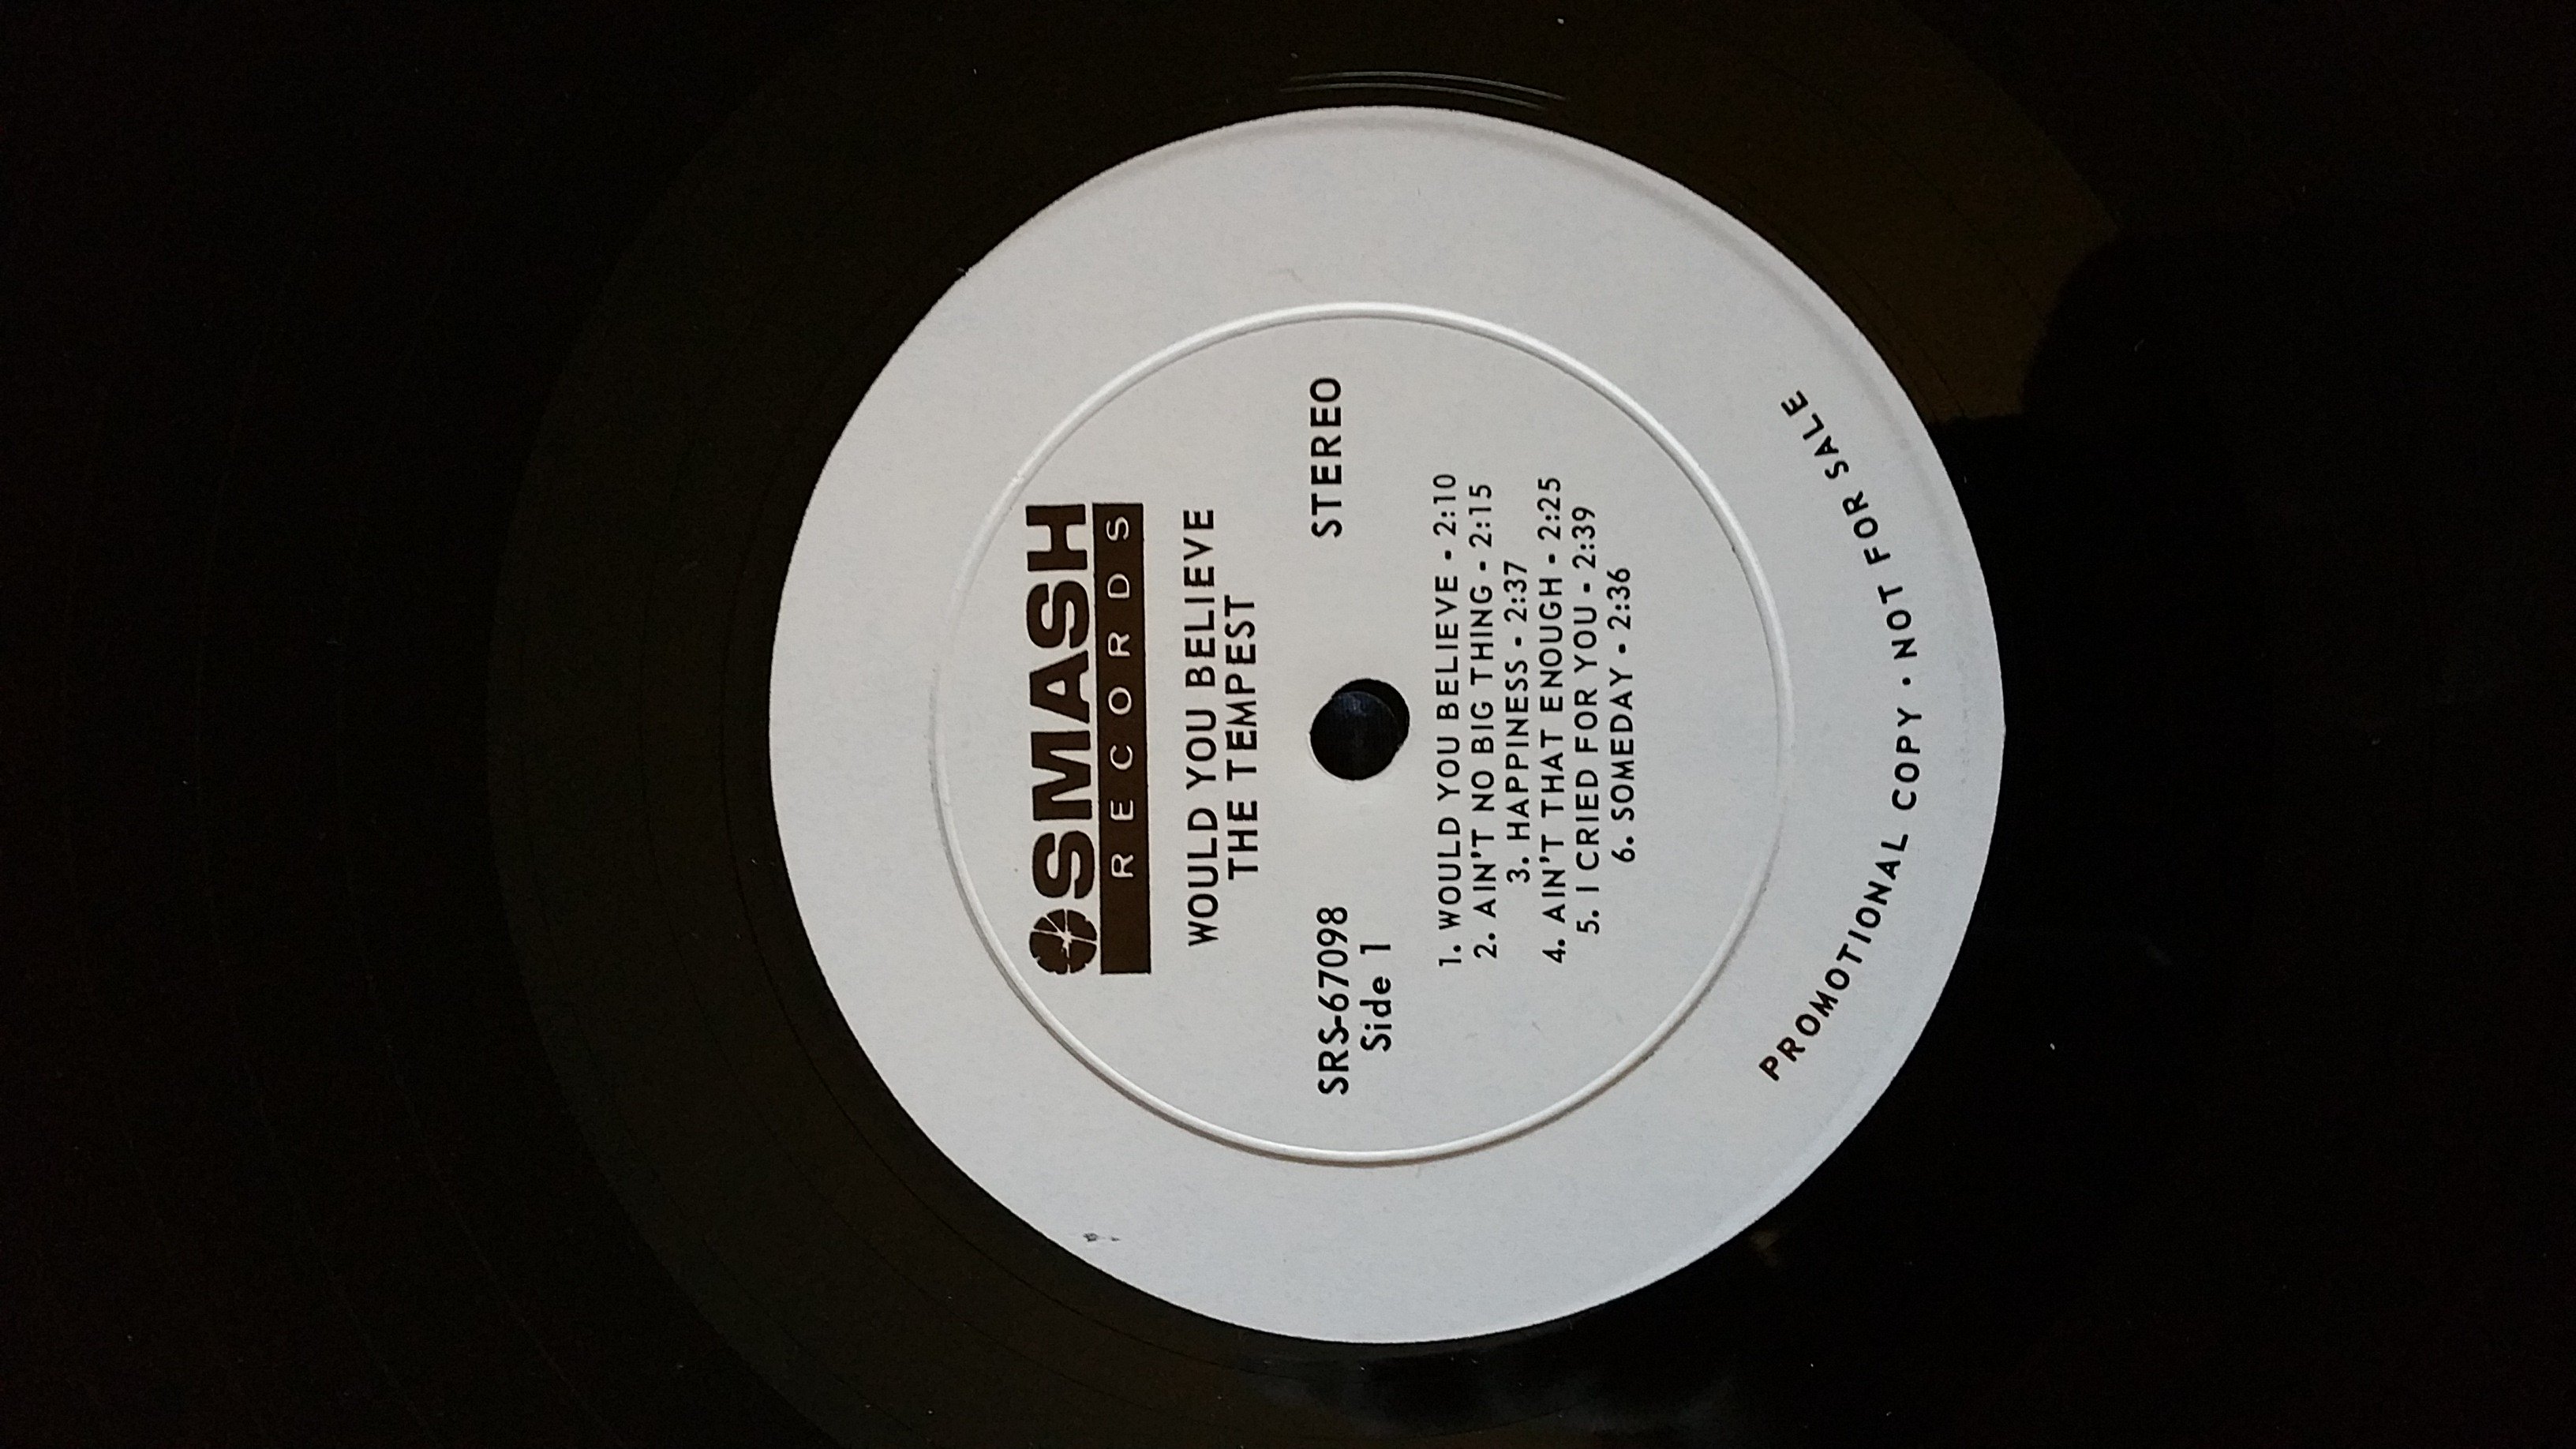 SMASH
RECORDS
WOULD YOU BELIEVE
THE TEMPEST
SRS-67098 STEREO
Side 1
1. WOULD YOU BELIEVE • 2:10
2. AIN'T NO BIG THING • 2:15
3. HAPPINESS • 2:37
4. AIN'T THAT ENOUGH • 2:25
5. I CRIED FOR YOU • 2:39
6. SOMEDAY • 2:36
PROMOTIONAL COPY • NOT FOR SALE